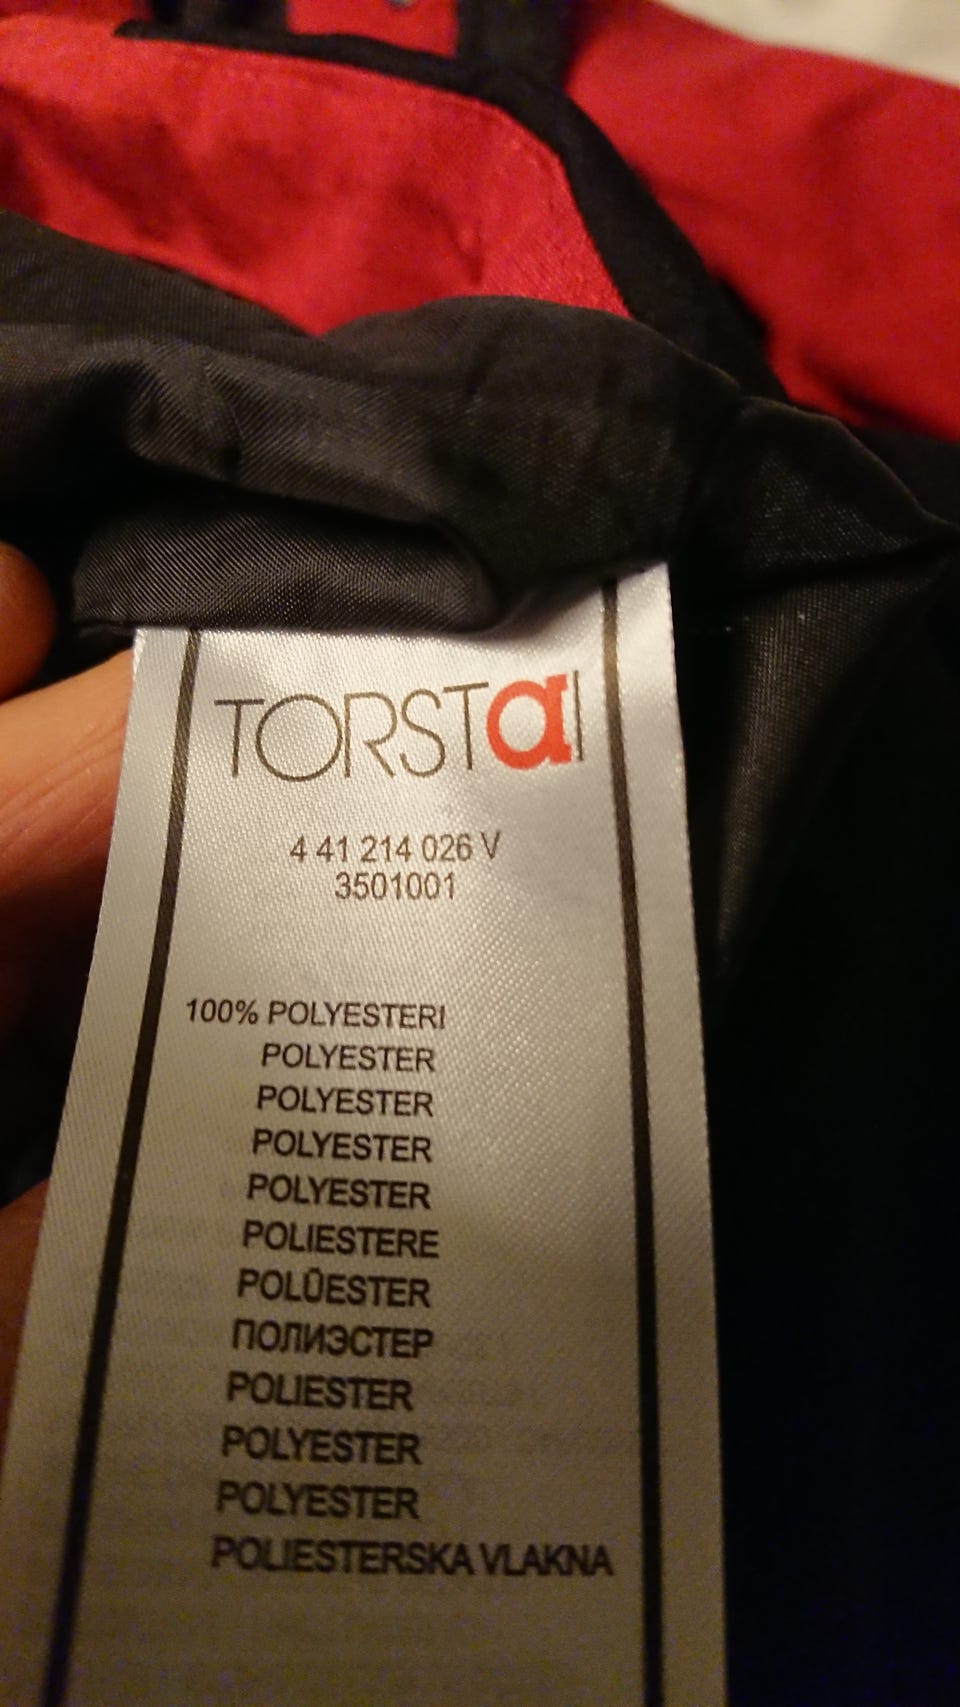 TORSTAI
4 41 214 026 V
3501001
100% POLYESTERI
POLYESTER
POLYESTER
POLYESTER
POLYESTER
POLIESTERE
POLÜESTER
ПОЛИЭСТЕР
POLIESTER
POLYESTER
POLYESTER
POLIESTERSKA VLAKNA